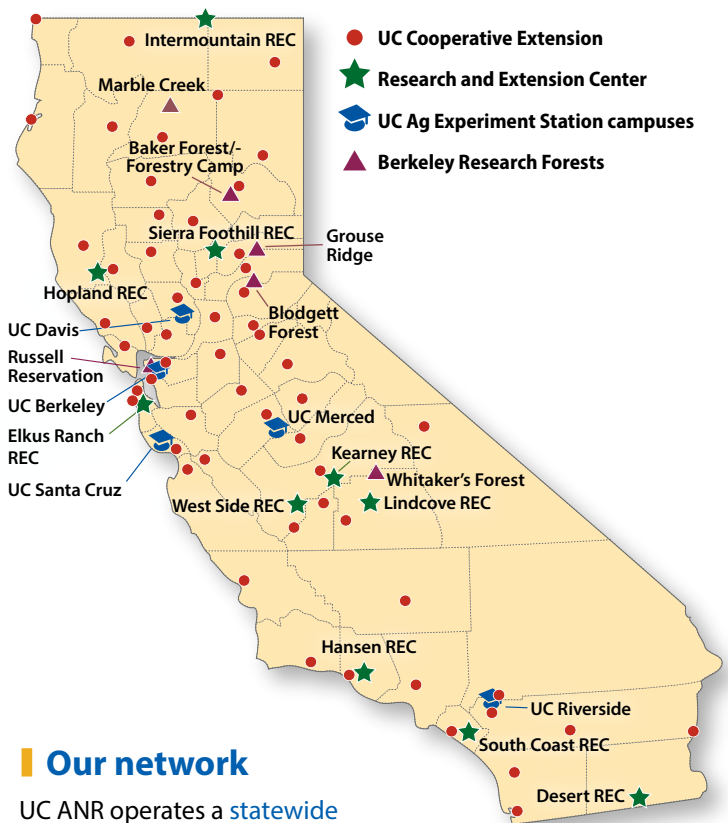 UC Cooperative Extension
Research and Extension Center
UC Ag Experiment Station campuses
Berkeley Research Forests
Intermountain REC
Marble Creek
Baker Forest/-
Forestry Camp
Sierra Foothill REC
Grouse
Ridge
Hopland REC
Blodgett
Forest
UC Davis
Russell
Reservation
UC Berkeley
Elkus Ranch
REC
UC Santa Cruz
UC Merced
Kearney REC
Whitaker's Forest
West Side REC
Lindcove REC
Hansen REC
UC Riverside
South Coast REC
Desert REC
Our network
UC ANR operates a statewide